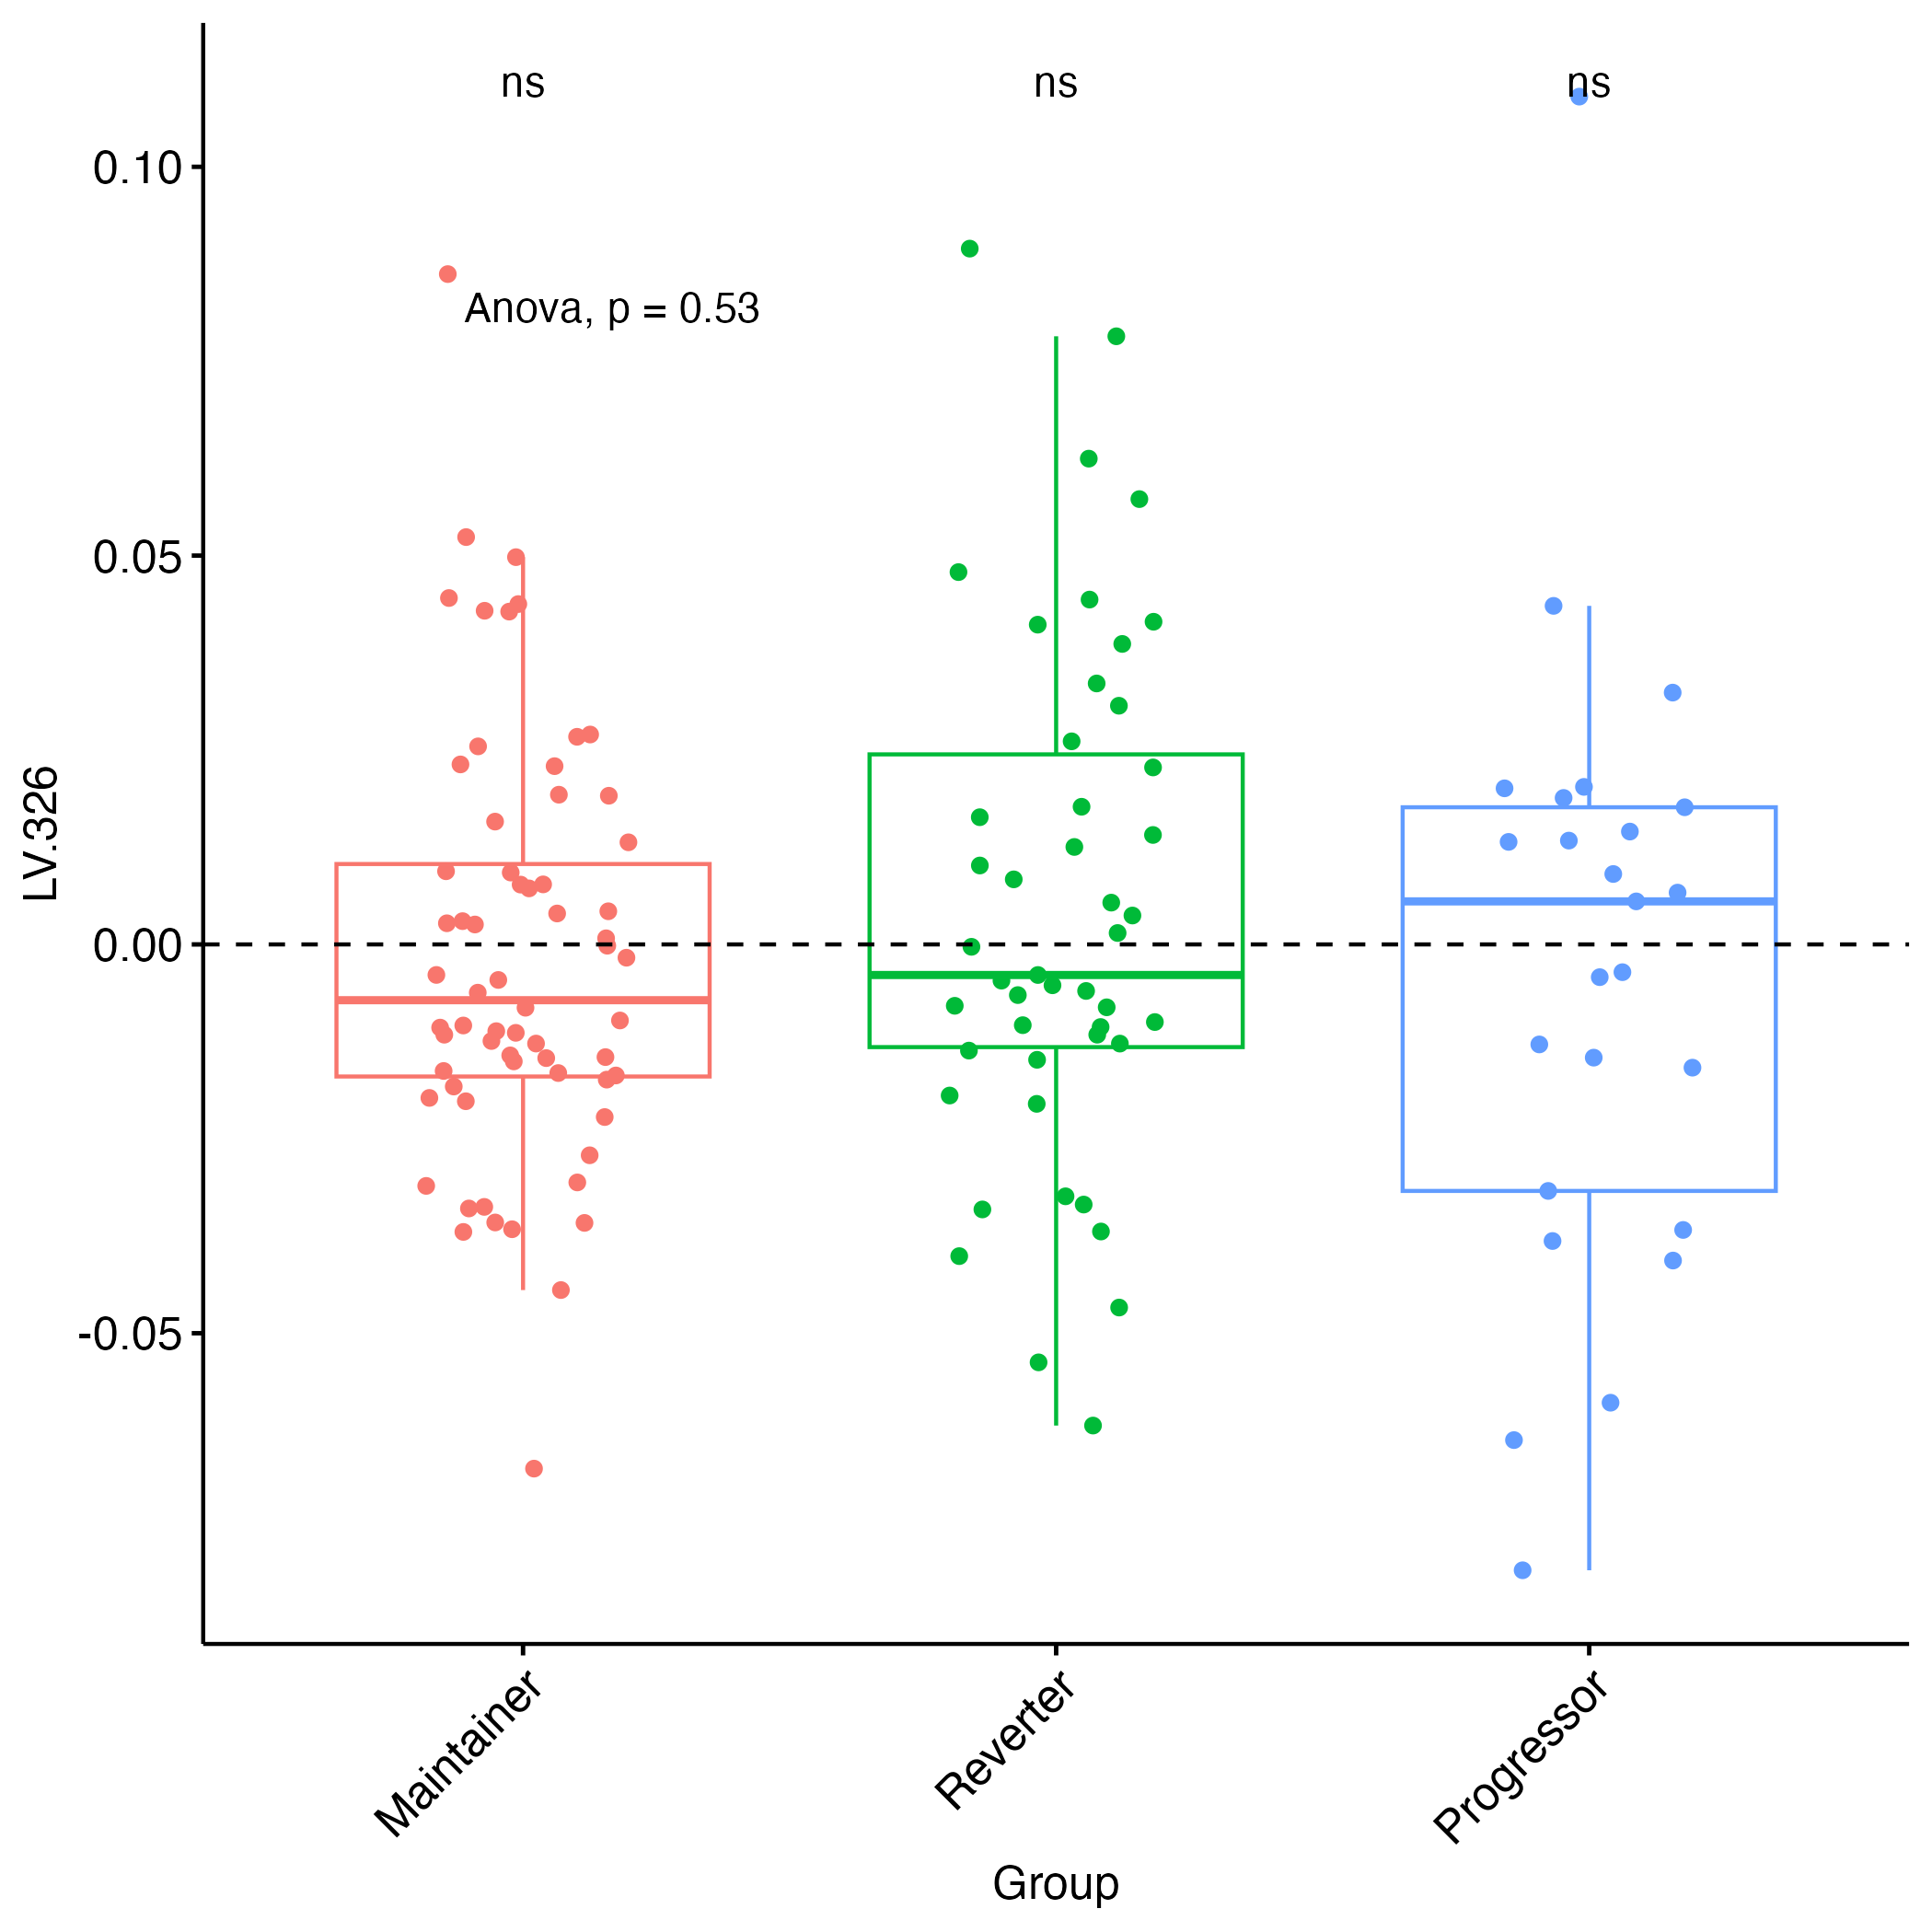 ns ns ns
0.10
Anova, p = 0.53
0.05
LV.326
0.00
-0.05
Maintainer Reverter Progressor
Group